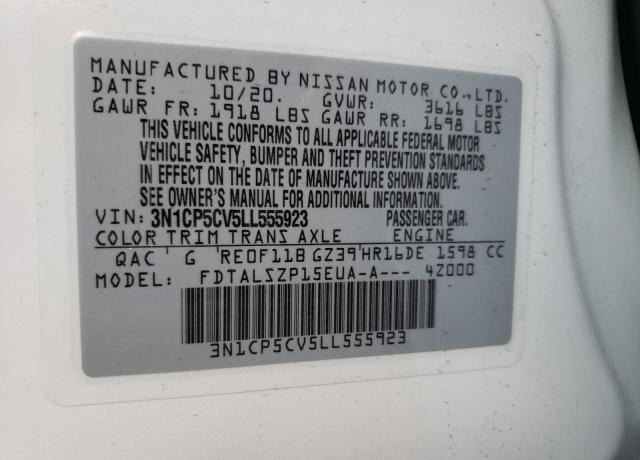 MANUFACTURED BY NISSAN MOTOR CO., LTD.
DATE: 10/20. GVWR: 3616 LBS
GAWR FR: 1918 LBS GAWR RR: 1698 LBS
THIS VEHICLE CONFORMS TO ALL APPLICABLE FEDERAL MOTOR
VEHICLE SAFETY, BUMPER AND THEFT PREVENTION STANDARDS
IN EFFECT ON THE DATE OF MANUFACTURE SHOWN ABOVE.
SEE OWNER'S MANUAL FOR ADDITIONAL INFORMATION.
VIN: 3N1CP5CV5LL555923 PASSENGER CAR.
COLOR TRIM TRANS AXLE ENGINE
QAC G RE0F11B GZ39 HR16DE 1598 CC
MODEL: FDTALSZP15EUA-A--- 4Z000
3N1CP5CV5LL555923